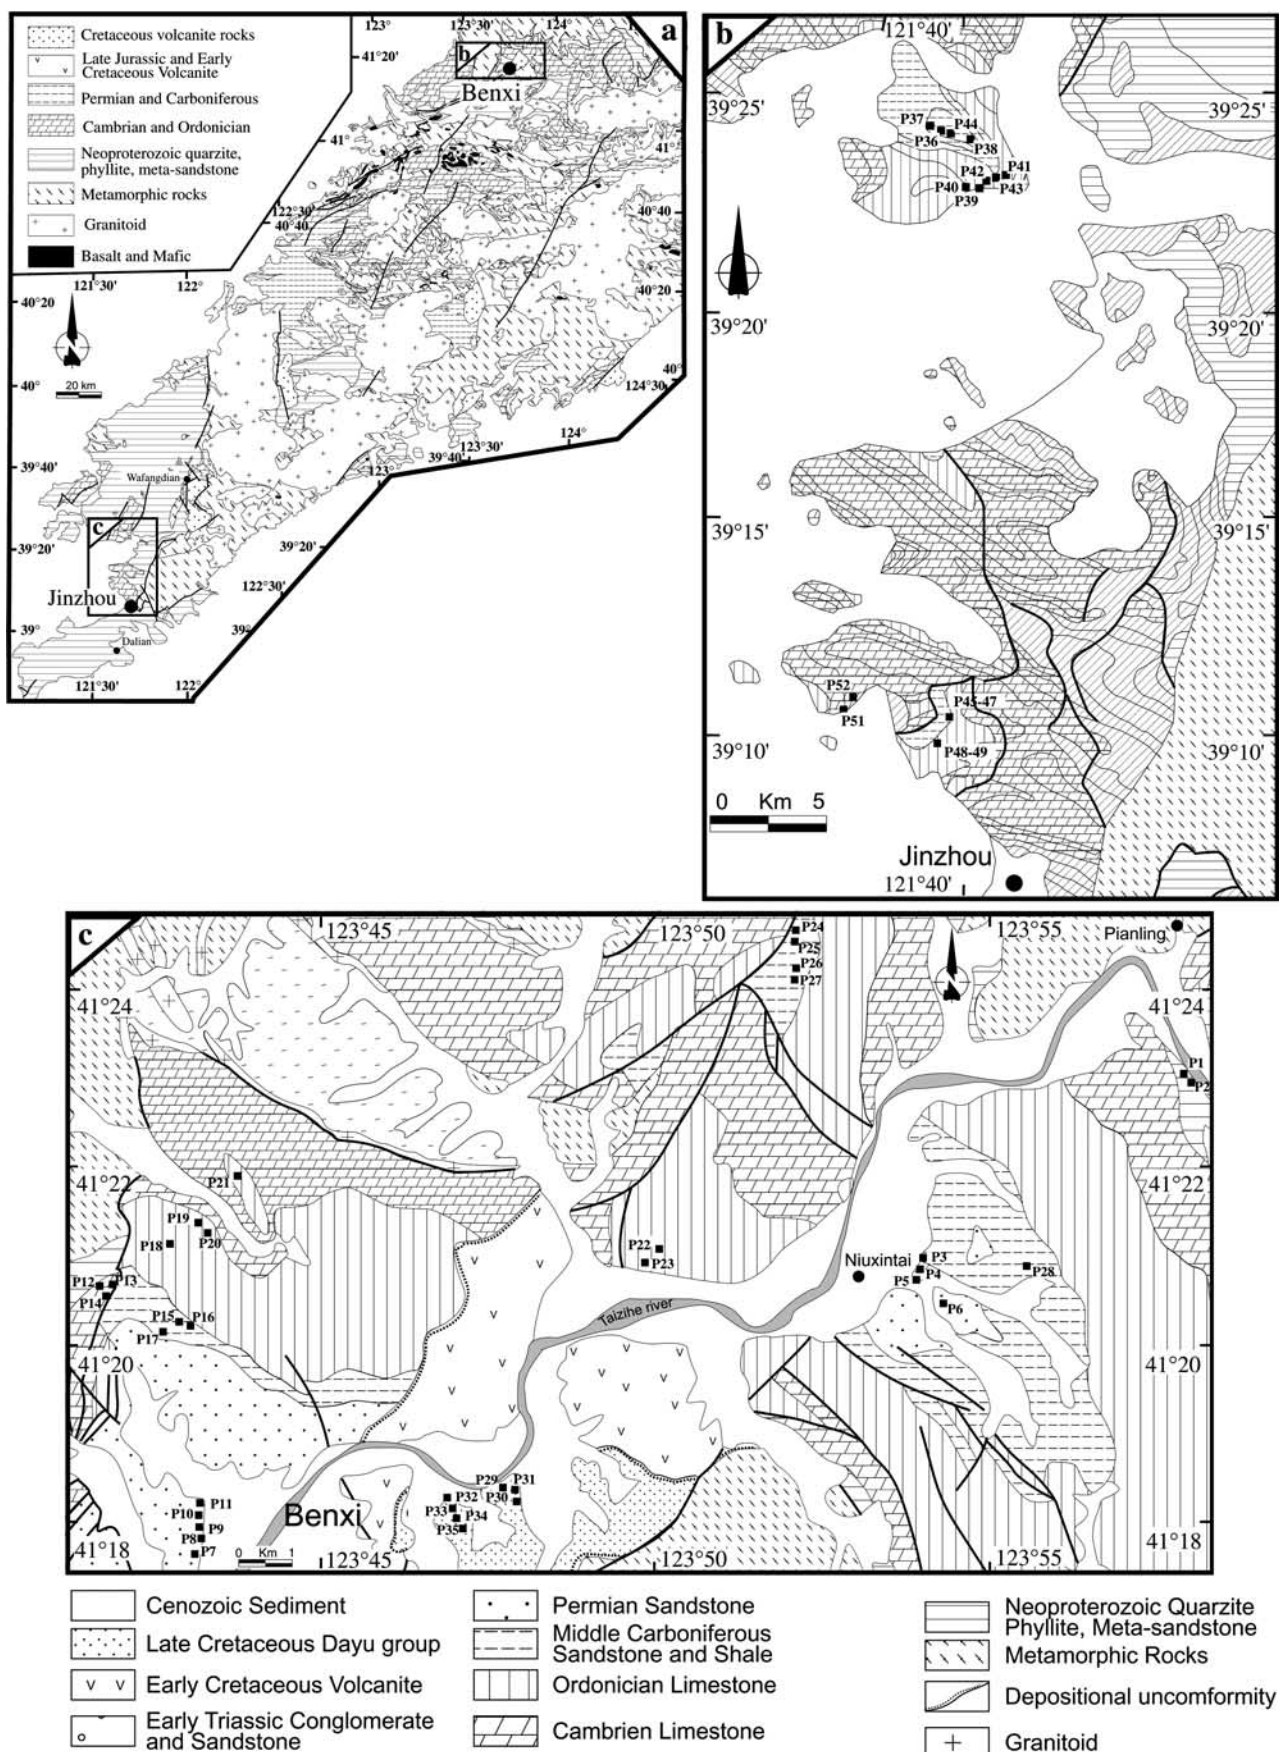 a
Cretaceous volcanite rocks
Late Jurassic and Early
Cretaceous Volcanite
Permian and Carboniferous
Cambrian and Ordonician
Neoproterozoic quarzite,
phyllite, meta-sandstone
Metamorphic rocks
Granitoid
Basalt and Mafic
123°
123°30'
124°
41°20'
b
Benxi
41°
41°
122°30'
40°40'
40°40'
40°20'
121°30'
122°
40°20'
40°
124°30'
40°
20 km
124°
123°30'
39°40'
123°
39°40'
Wafangdian
c
39°20'
39°20'
122°30'
Jinzhou
39°
39°
Dalian
121°30'
122°
b
121°40'
39°25'
39°25'
P37
P44
P36
P38
P42
P41
P40
P43
P39
39°20'
39°20'
39°15'
39°15'
P52
P45-47
P51
P48-49
39°10'
39°10'
0 Km 5
Jinzhou
121°40'
c
123°45
123°50
123°55
Pianling
P24
P25
P26
P27
41°24
41°24
P1
P2
41°22
41°22
P21
P19
P20
P18
P22
P23
Niuxintai
P3
P4
P5
P28
P6
P12
P13
P14
P15
P16
P17
Taizihe river
41°20
41°20
P29
P31
P30
P32
P33
P34
P35
P11
P10
P9
P8
P7
Benxi
0 Km 1
41°18
123°45
123°50
123°55
41°18
Cenozoic Sediment
Late Cretaceous Dayu group
Early Cretaceous Volcanite
Early Triassic Conglomerate
and Sandstone
Permian Sandstone
Middle Carboniferous
Sandstone and Shale
Ordonician Limestone
Cambrien Limestone
Neoproterozoic Quarzite
Phyllite, Meta-sandstone
Metamorphic Rocks
Depositional uncomformity
Granitoid